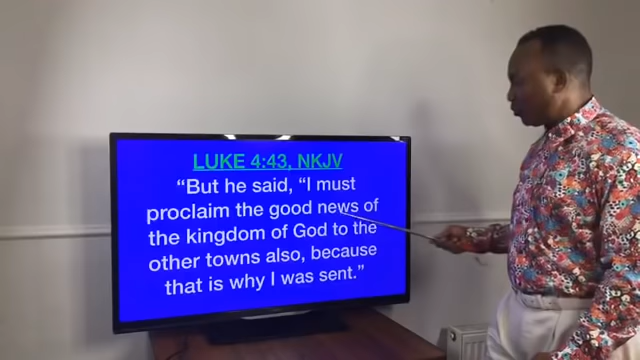 LUKE 4:43, NKJV
“But he said, “I must
proclaim the good news of
the kingdom of God to the
other towns also, because
that is why I was sent.”